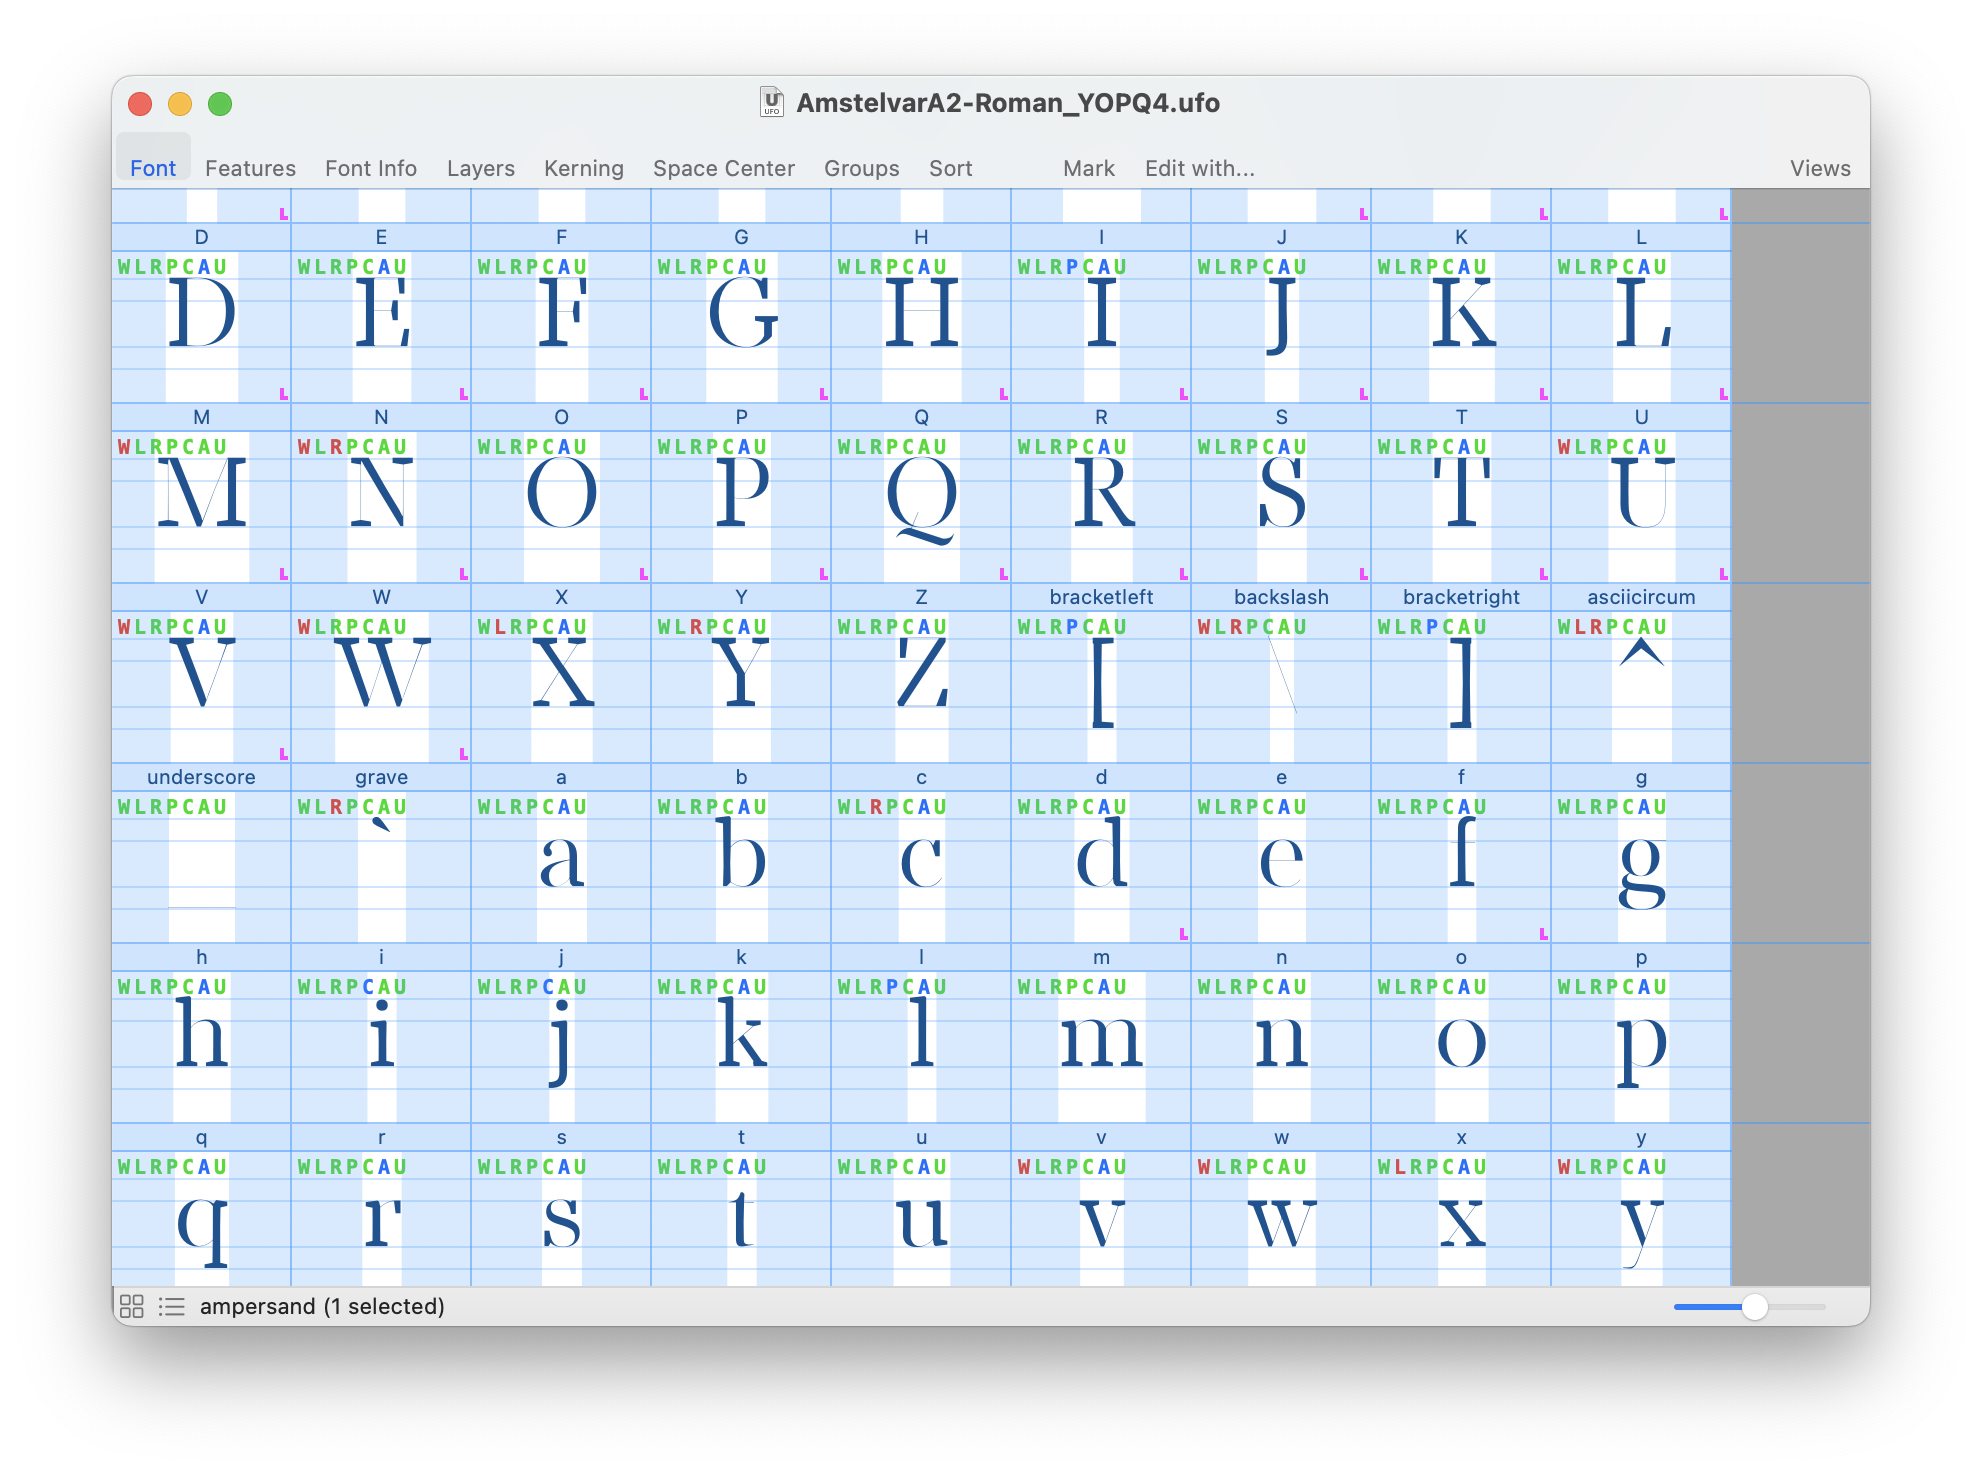 AmstelvarA2-Roman_YOPQ4.ufo
Font Features Font Info Layers Kerning Space Center Groups Sort Mark Edit with... Views
L L L L
D E F G H I J K L
WLRPCAU WLRPCAU WLRPCAU WLRPCAU WLRPCAU WLRPCAU WLRPCAU WLRPCAU WLRPCAU
D E F G H I J K L
L L L L L L L L L
M N O P Q R S T U
WLRPCAU WLRPCAU WLRPCAU WLRPCAU WLRPCAU WLRPCAU WLRPCAU WLRPCAU WLRPCAU
M N O P Q R S T U
L L L L L L L L L
V W X Y Z bracketleft backslash bracketright asciicircum
WLRPCAU WLRPCAU WLRPCAU WLRPCAU WLRPCAU WLRPCAU WLRPCAU WLRPCAU WLRPCAU
V W X Y Z [ \ ] ^
L L
underscore grave a b c d e f g
WLRPCAU WLRPCAU WLRPCAU WLRPCAU WLRPCAU WLRPCAU WLRPCAU WLRPCAU WLRPCAU
_ ` a b c d e f g
L L
h i j k l m n o p
WLRPCAU WLRPCAU WLRPCAU WLRPCAU WLRPCAU WLRPCAU WLRPCAU WLRPCAU WLRPCAU
h i j k l m n o p
q r s t u v w x y
WLRPCAU WLRPCAU WLRPCAU WLRPCAU WLRPCAU WLRPCAU WLRPCAU WLRPCAU WLRPCAU
q r s t u v w x y
ampersand (1 selected)